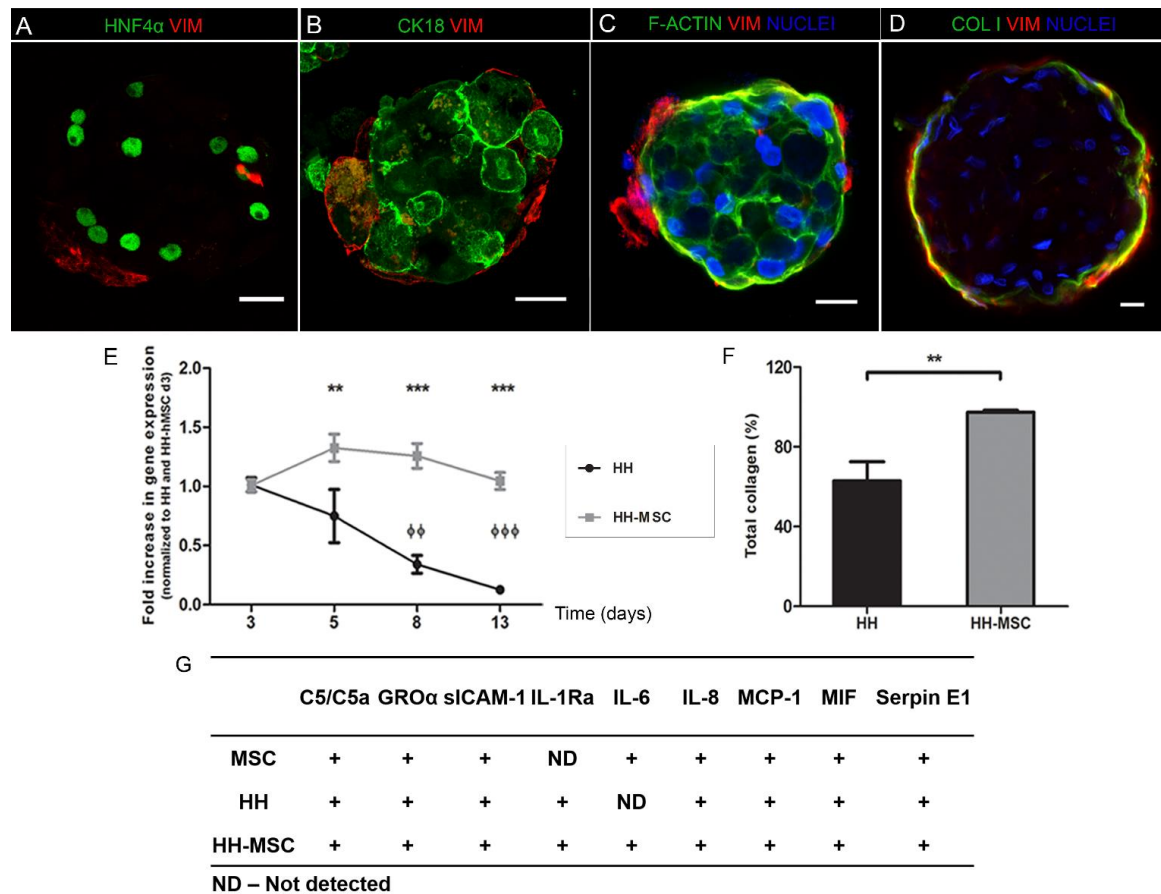 A HNF4α VIM
B CK18 VIM
C F-ACTIN VIM NUCLEI
D COL I VIM NUCLEI
E
Fold increase in gene expression
(normalized to HH and HH-hMSC d3)
2.0
1.5
1.0
0.5
0.0
** *** ***
ϕϕ ϕϕϕ
3 5 8 13
Time (days)
HH
HH-MSC
F
Total collagen (%)
120
80
40
0
**
HH HH-MSC
G
C5/C5a GROα sICAM-1 IL-1Ra IL-6 IL-8 MCP-1 MIF Serpin E1
MSC + + + ND + + + + +
HH + + + + ND + + + +
HH-MSC + + + + + + + + +
ND – Not detected